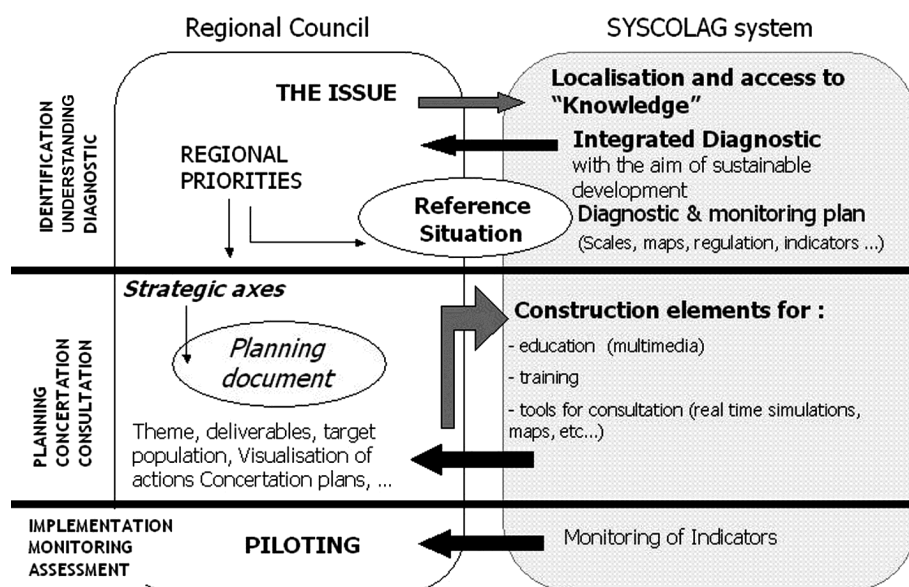 Regional Council
SYSCOLAG system
IDENTIFICATION
UNDERSTANDING
DIAGNOSTIC
THE ISSUE
Localisation and access to
“Knowledge”
Integrated Diagnostic
with the aim of sustainable
development
REGIONAL
PRIORITIES
Reference
Situation
Diagnostic & monitoring plan
(Scales, maps, regulation, indicators ...)
PLANNING
CONCERTATION
CONSULTATION
Strategic axes
Planning
document
Theme, deliverables, target
population, Visualisation of
actions Concertation plans, ...
Construction elements for :
- education (multimedia)
- training
- tools for consultation (real time simulations,
maps, etc...)
IMPLEMENTATION
MONITORING
ASSESSMENT
PILOTING
Monitoring of Indicators